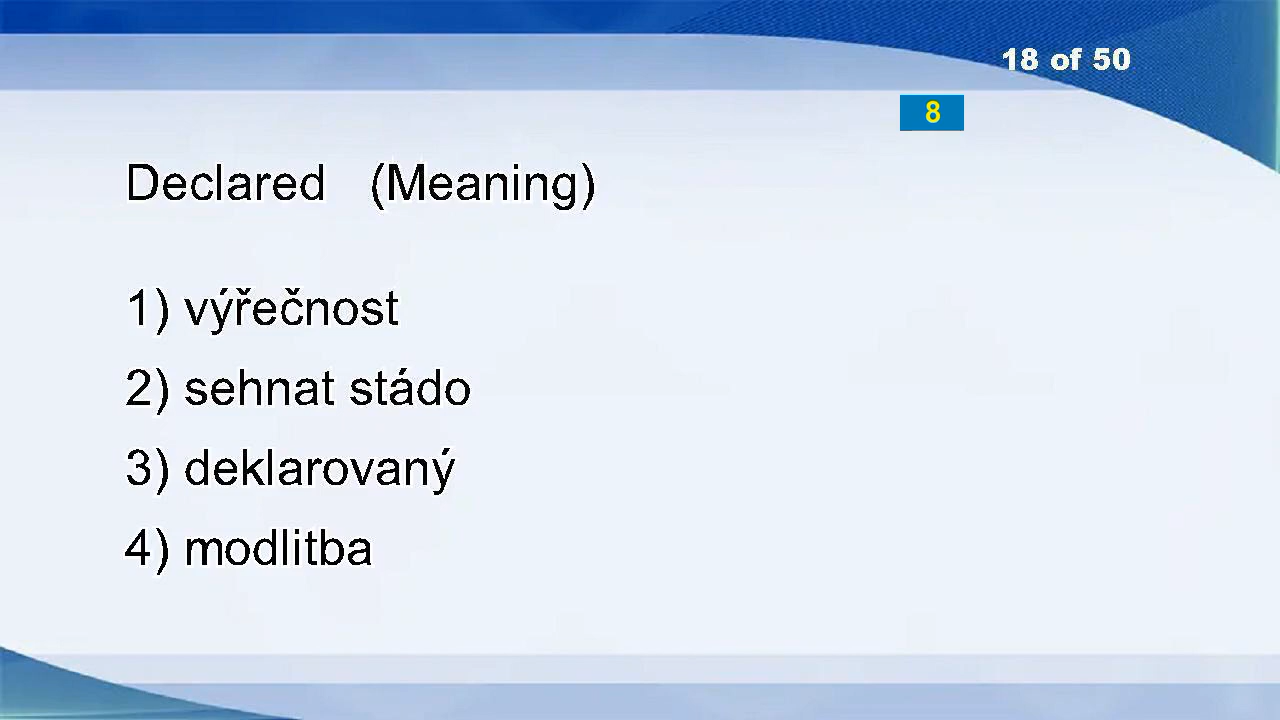 18 of 50
8
Declared (Meaning)
1) výřečnost
2) sehnat stádo
3) deklarovaný
4) modlitba